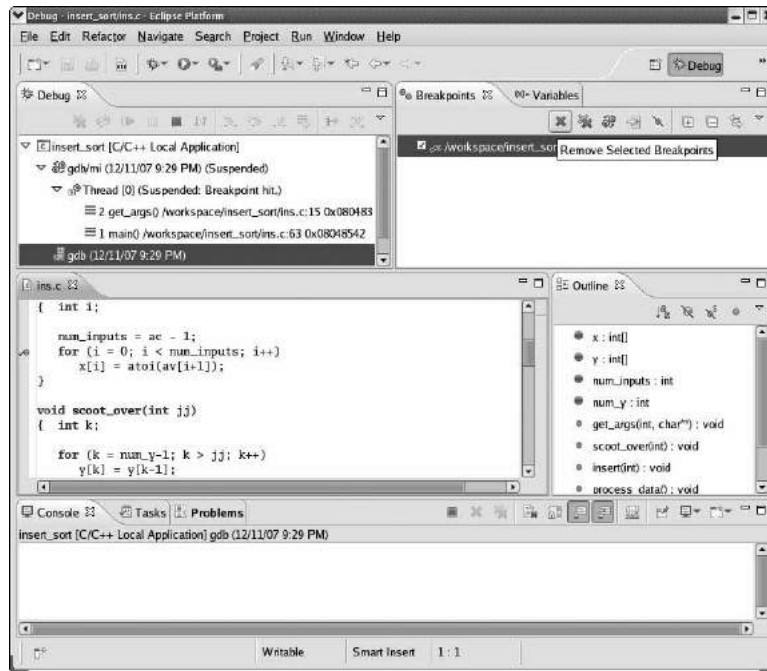 Debug - insert_sort/ins.c - Eclipse Platform
File Edit Refactor Navigate Search Project Run Window Help
Debug
»
Debug
Breakpoints (x)= Variables
insert_sort [C/C++ Local Application]
gdb/mi (12/11/07 9:29 PM) (Suspended)
Thread [0] (Suspended: Breakpoint hit.)
2 get_args() /workspace/insert_sort/ins.c:15 0x080483
1 main() /workspace/insert_sort/ins.c:63 0x08048542
gdb (12/11/07 9:29 PM)
/workspace/insert_sor
Remove Selected Breakpoints
ins.c
{ int i;
num_inputs = ac - 1;
for (i = 0; i < num_inputs; i++)
x[i] = atoi(av[i+1]);
}
void scoot_over(int jj)
{ int k;
for (k = num_y-1; k > jj; k++)
y[k] = y[k-1];
Outline
x : int[]
y : int[]
num_inputs : int
num_y : int
get_args(int, char**) : void
scoot_over(int) : void
insert(int) : void
process_data() : void
Console Tasks Problems
insert_sort [C/C++ Local Application] gdb (12/11/07 9:29 PM)
Writable Smart Insert 1 : 1